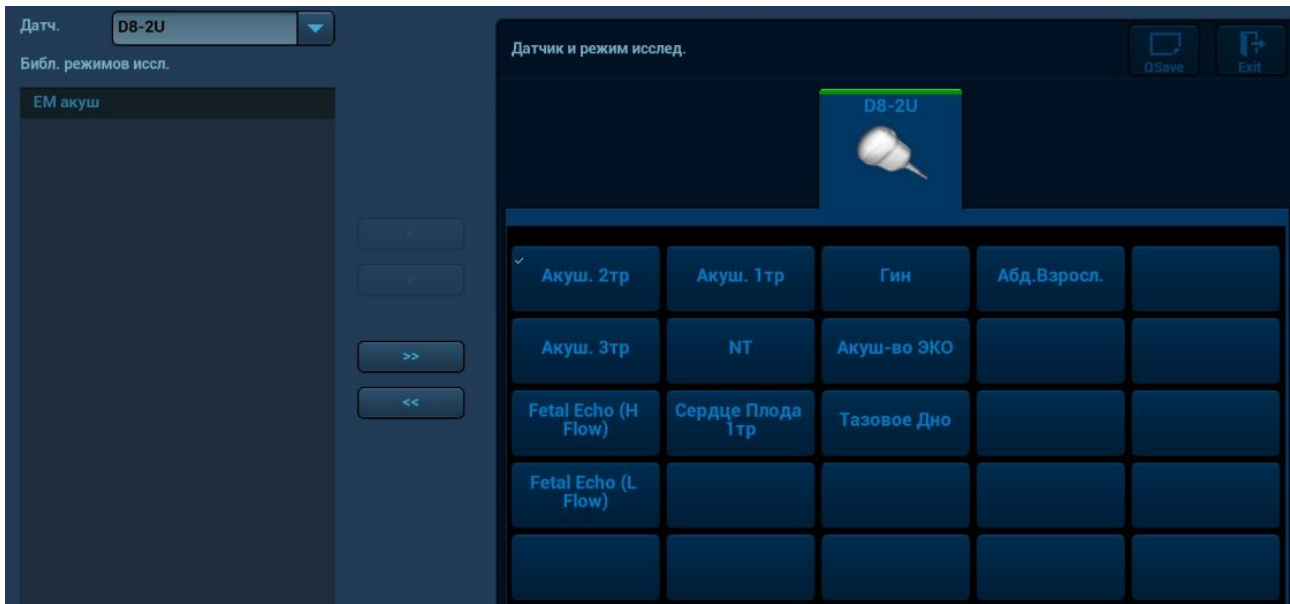 Датч.
D8-2U
Библ. режимов иссл.
ЕМ акуш
<
>
>>
<<
Датчик и режим исслед.
QSave
Exit
D8-2U
Акуш. 2тр
Акуш. 1тр
Гин
Абд.Взросл.
Акуш. 3тр
NT
Акуш-во ЭКО
Fetal Echo (H
Flow)
Сердце Плода
1тр
Тазовое Дно
Fetal Echo (L
Flow)